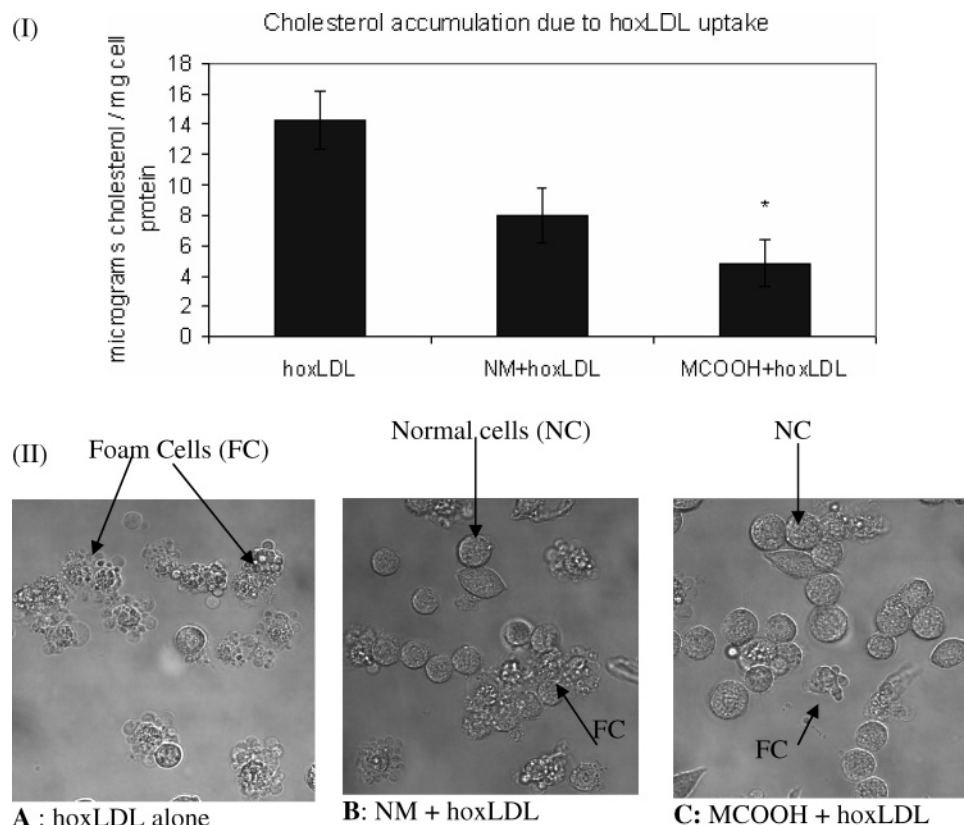 (I)
Cholesterol accumulation due to hoxLDL uptake
micrograms cholesterol / mg cell
protein
18
16
14
12
10
8
6
4
2
0
*
hoxLDL
NM+hoxLDL
MCOOH+hoxLDL
(II)
Foam Cells (FC)
Normal cells (NC)
NC
FC
FC
A : hoxLDL alone
B: NM + hoxLDL
C: MCOOH + hoxLDL